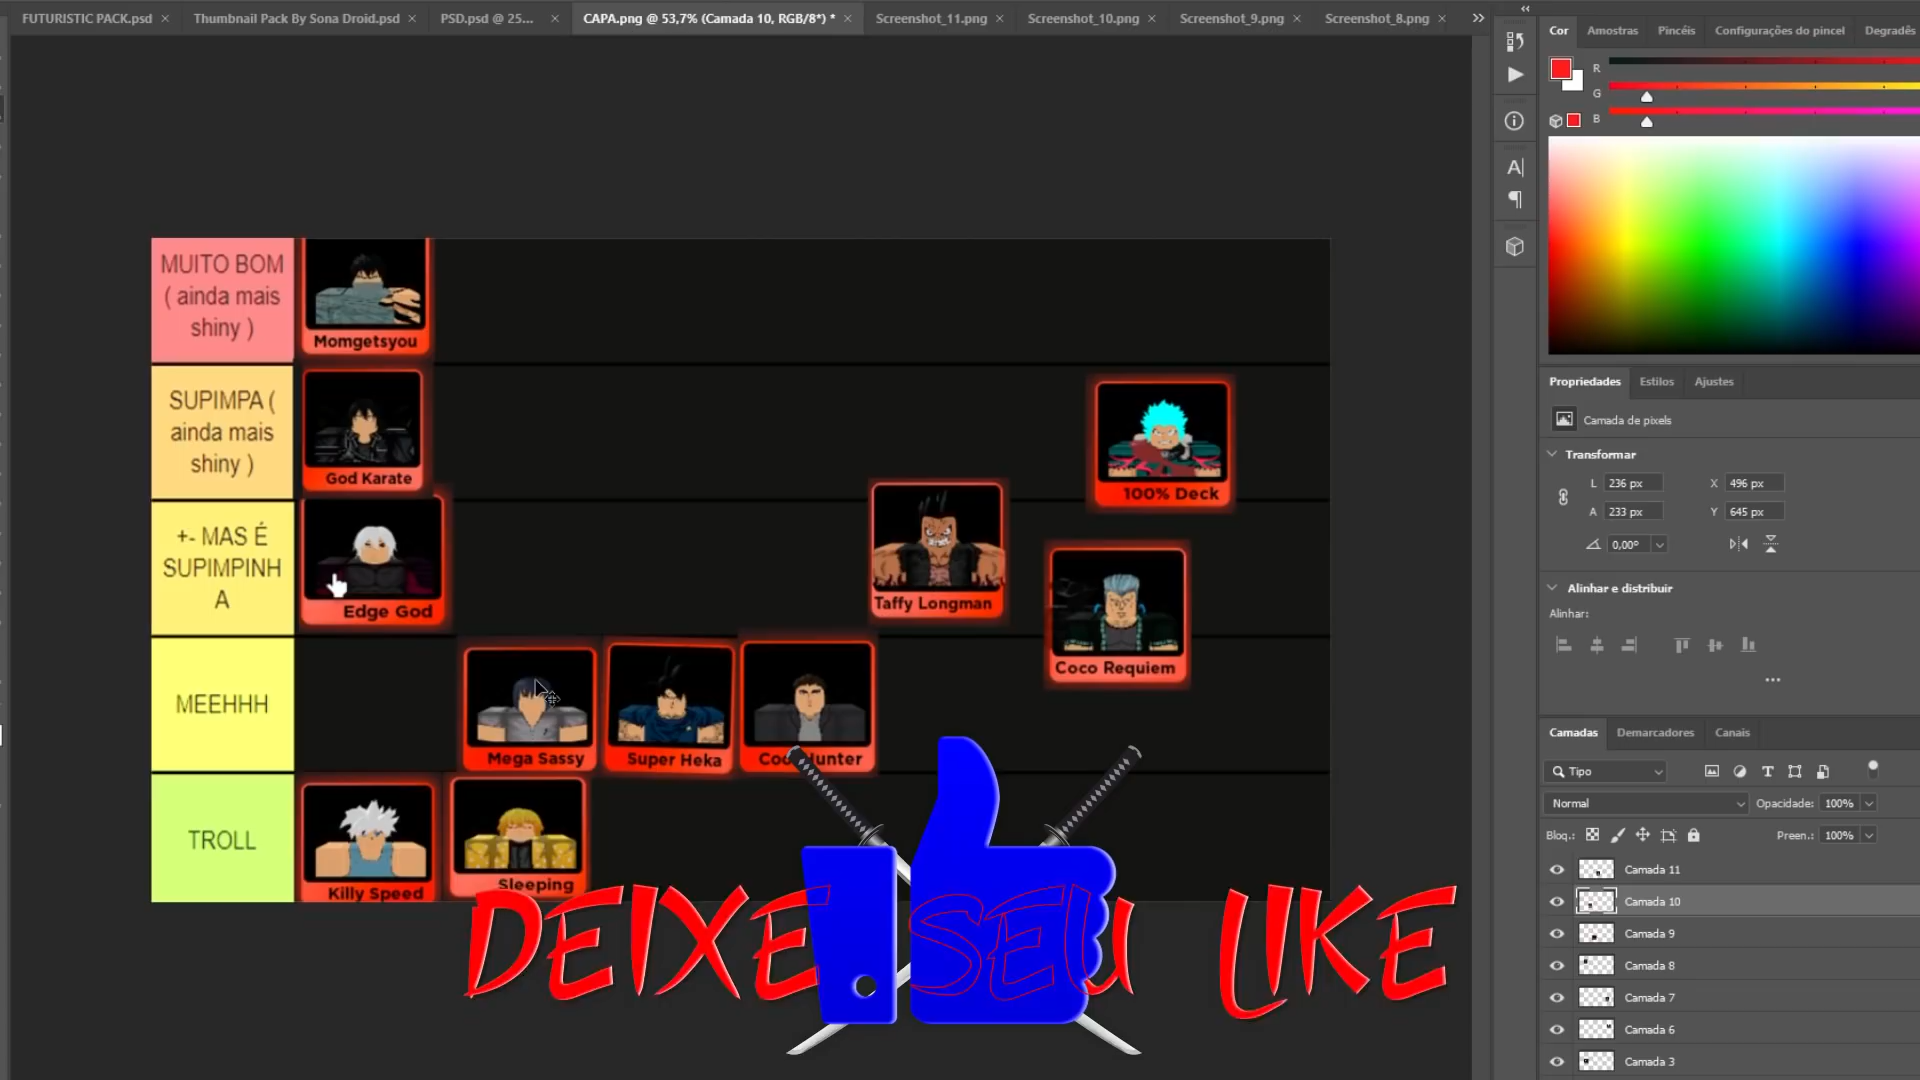 FUTURISTIC PACK.psd ×
Thumbnail Pack By Sona Droid.psd ×
PSD.psd @ 25... ×
CAPA.png @ 53,7% (Camada 10, RGB/8*) * ×
Screenshot_11.png ×
Screenshot_10.png ×
Screenshot_9.png ×
Screenshot_8.png ×
Cor Amostras Pincéis Configurações do pincel Degradês
R
G
B
MUITO BOM
( ainda mais
shiny )
Momgetsyou
SUPIMPA (
ainda mais
shiny )
God Karate
100% Deck
+- MAS É
SUPIMPINH
A
Edge God
Taffy Longman
Coco Requiem
MEEHHH
Mega Sassy
Super Heka
TROLL
Killy Speed
Sleeping
DEIXE SEU LIKE
Propriedades Estilos Ajustes
Camada de pixels
Transformar
L 236 px X 496 px
A 233 px Y 645 px
0,00°
Alinhar e distribuir
Alinhar:
Camadas Demarcadores Canais
Tipo
Normal Opacidade: 100%
Bloq.: Preen.: 100%
Camada 11
Camada 10
Camada 9
Camada 8
Camada 7
Camada 6
Camada 3